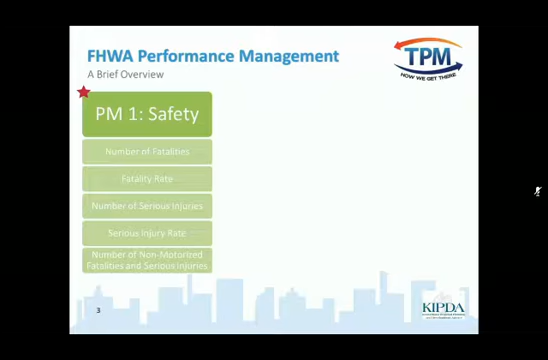 FHWA Performance Management
A Brief Overview
TPM
HOW WE GET THERE
PM 1: Safety
Number of Fatalities
Fatality Rate
Number of Serious Injuries
Serious Injury Rate
Number of Non-Motorized
Fatalities and Serious Injuries
3
KIPDA